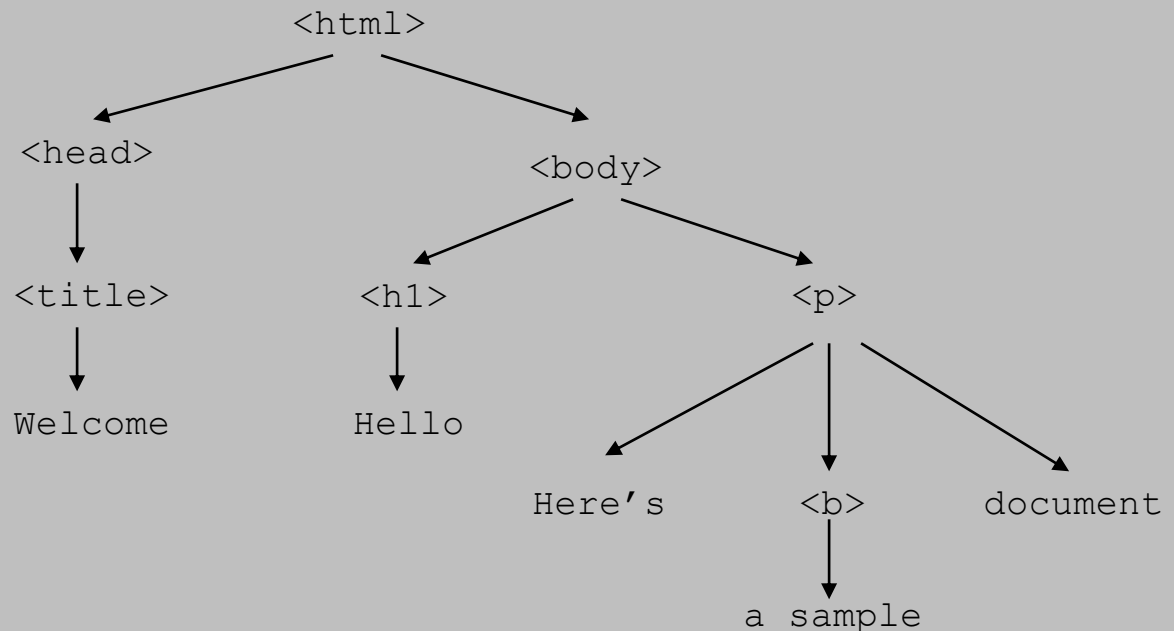 <html>
<head>
<body>
<title>
<h1>
<p>
Welcome
Hello
Here’s
<b>
document
a sample